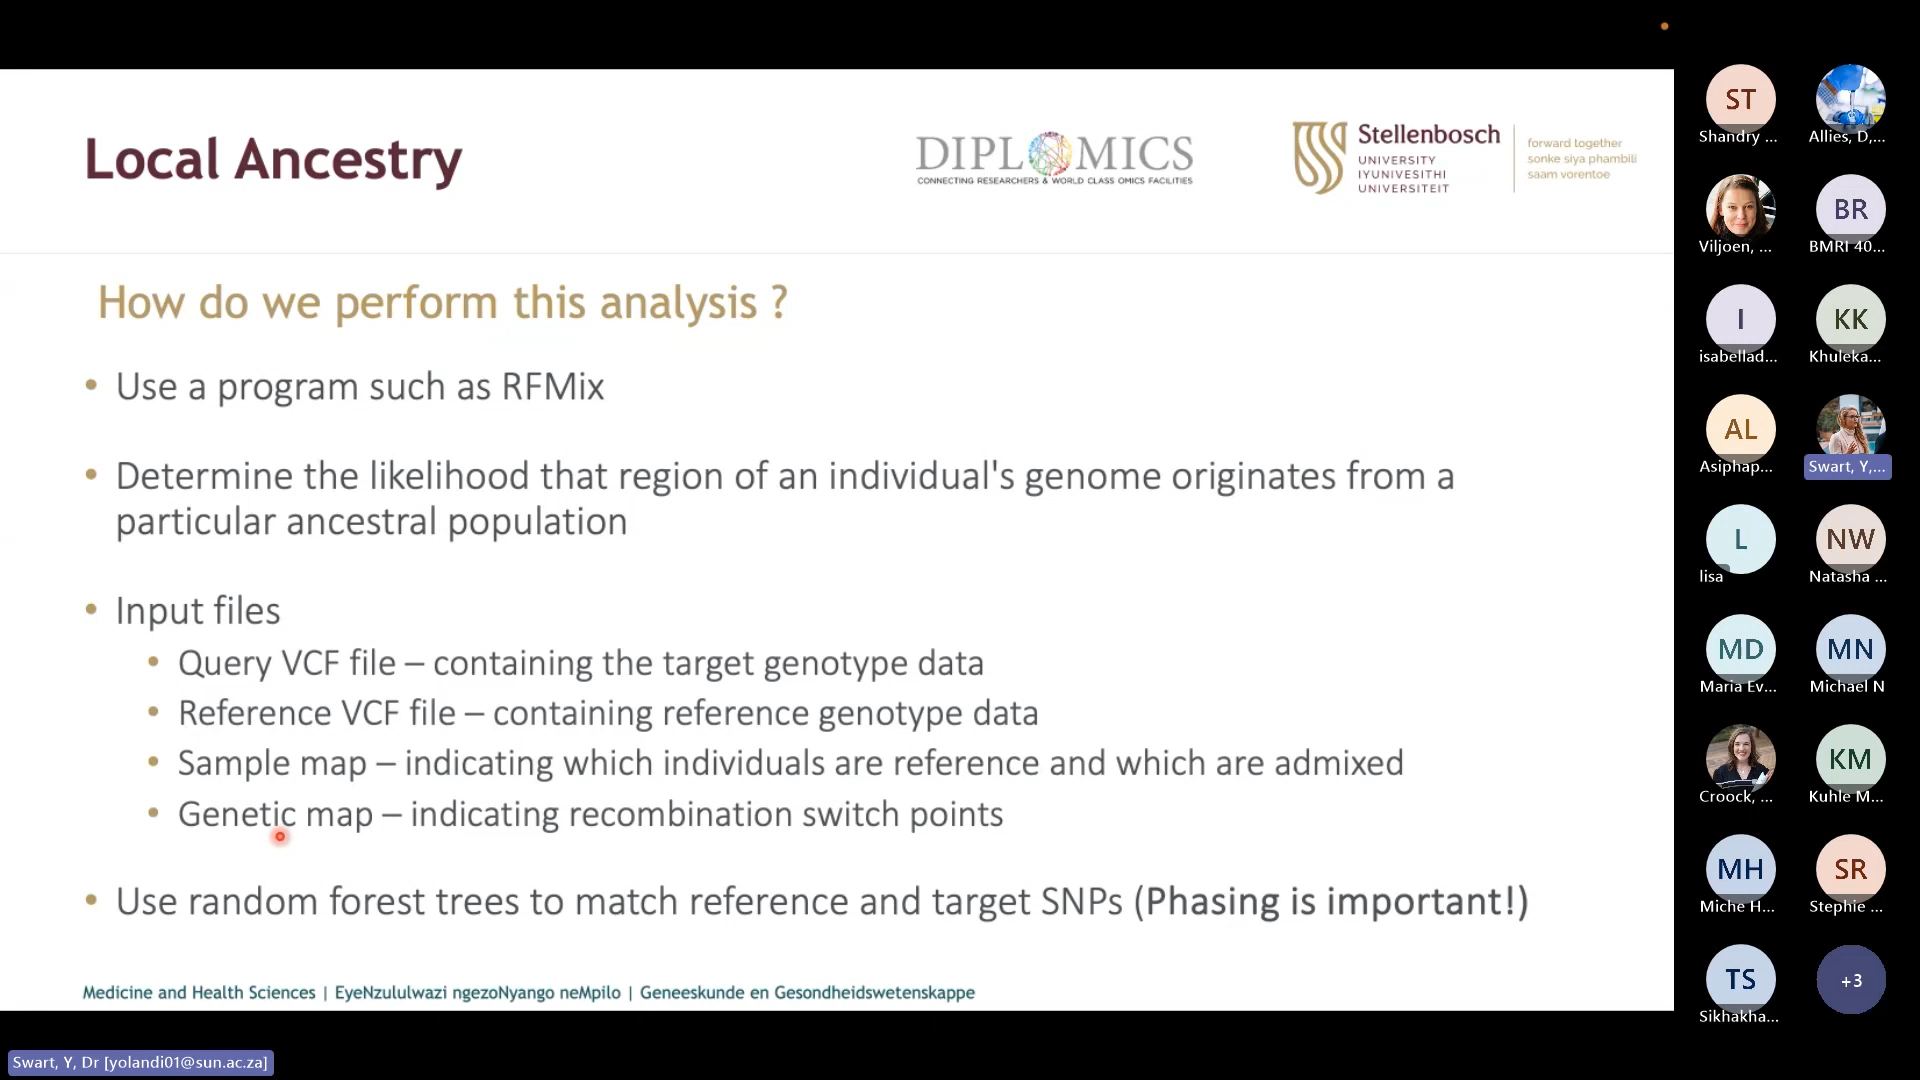 Local Ancestry
DIPLOMICS
CONNECTING RESEARCHERS & WORLD CLASS OMICS FACILITIES
Stellenbosch
UNIVERSITY
IYUNIVESITHI
UNIVERSITEIT
forward together
sonke siya phambili
saam vorentoe
How do we perform this analysis ?
• Use a program such as RFMix
• Determine the likelihood that region of an individual's genome originates from a
particular ancestral population
• Input files
• Query VCF file – containing the target genotype data
• Reference VCF file – containing reference genotype data
• Sample map – indicating which individuals are reference and which are admixed
• Genetic map – indicating recombination switch points
• Use random forest trees to match reference and target SNPs (Phasing is important!)
Medicine and Health Sciences | EyeNzululwazi ngezoNyango neMpilo | Geneeskunde en Gesondheidswetenskappe
Swart, Y, Dr [yolandi01@sun.ac.za]
ST
Shandry ...
Allies, D,...
Viljoen, ...
BR
BMRI 40...
I
isabellad...
KK
Khuleka...
AL
Asiphap...
Swart, Y,...
L
lisa
NW
Natasha ...
MD
Maria Ev...
MN
Michael N
Croock, ...
KM
Kuhle M...
MH
Miche H...
SR
Stephie ...
TS
Sikhakha...
+3